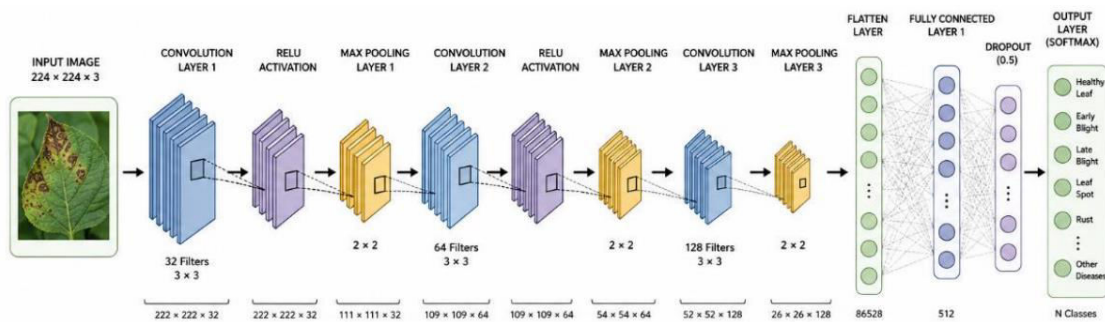 INPUT IMAGE
224 × 224 × 3
CONVOLUTION
LAYER 1
32 Filters
3 × 3
222 × 222 × 32
RELU
ACTIVATION
222 × 222 × 32
MAX POOLING
LAYER 1
2 × 2
111 × 111 × 32
CONVOLUTION
LAYER 2
64 Filters
3 × 3
109 × 109 × 64
RELU
ACTIVATION
109 × 109 × 64
MAX POOLING
LAYER 2
2 × 2
54 × 54 × 64
CONVOLUTION
LAYER 3
128 Filters
3 × 3
52 × 52 × 128
MAX POOLING
LAYER 3
2 × 2
26 × 26 × 128
FLATTEN
LAYER
86528
FULLY CONNECTED
LAYER 1
512
DROPOUT
(0.5)
OUTPUT
LAYER
(SOFTMAX)
Healthy
Leaf
Early
Blight
Late
Blight
Leaf
Spot
Rust
Other
Diseases
N Classes